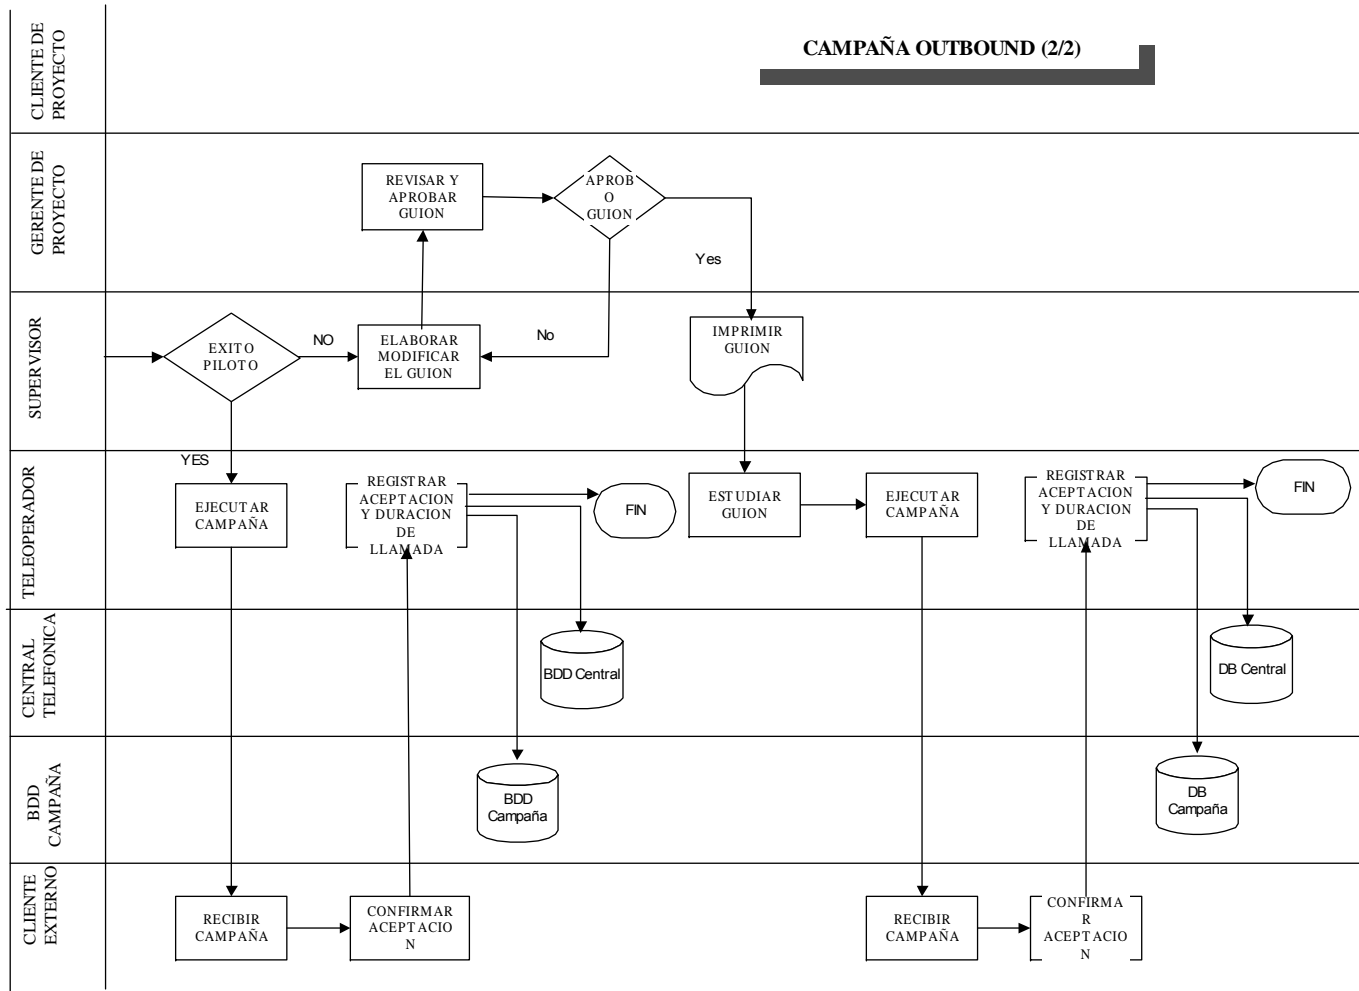 CAMPAÑA OUTBOUND (2/2)
CLIENTE DE
PROYECTO
GERENTE DE
PROYECTO
REVISAR Y
APROBAR
GUION
APROB
O
GUION
Yes
SUPERVISOR
EXITO
PILOTO
NO
ELABORAR
MODIFICAR
EL GUION
No
IMPRIMIR
GUION
YES
TELEOPERADOR
EJECUTAR
CAMPAÑA
REGISTRAR
ACEPTACION
Y DURACION
DE
LLAMADA
FIN
ESTUDIAR
GUION
EJECUTAR
CAMPAÑA
REGISTRAR
ACEPTACION
Y DURACION
DE
LLAMADA
FIN
CENTRAL
TELEFONICA
BDD Central
DB Central
BDD
CAMPAÑA
BDD
Campaña
DB
Campaña
CLIENTE
EXTERNO
RECIBIR
CAMPAÑA
CONFIRMAR
ACEPTACIO
N
RECIBIR
CAMPAÑA
CONFIRMA
R
ACEPTACIO
N